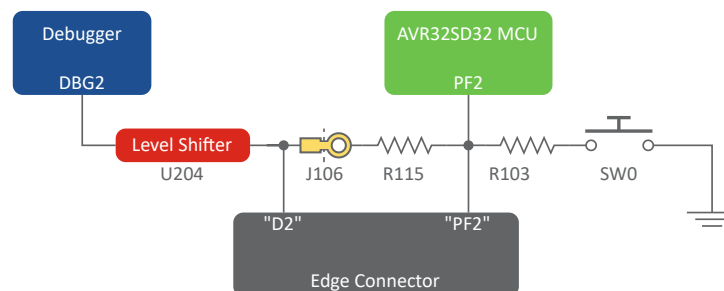 Debugger
AVR32SD32 MCU
DBG2
PF2
Level Shifter
U204
J106
R115
R103
SW0
"D2"
"PF2"
Edge Connector